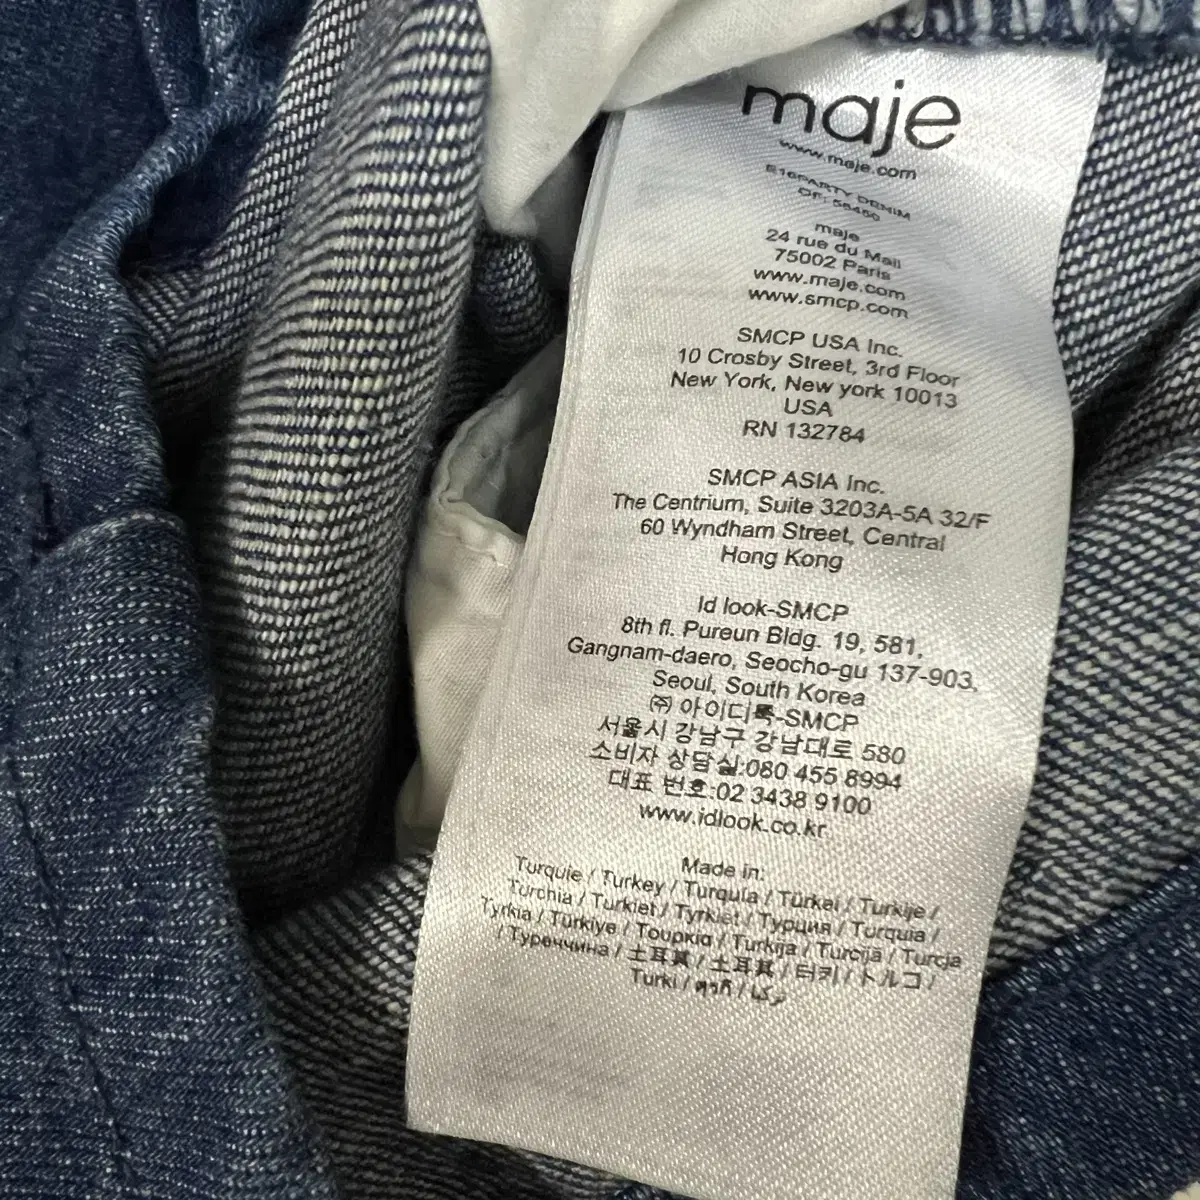 maje
www.maje.com
E16PARTY DENIM
OF: 58450
maje
24 rue du Mail
75002 Paris
www.maje.com
www.smcp.com
SMCP USA Inc.
10 Crosby Street, 3rd Floor
New York, New york 10013
USA
RN 132784
SMCP ASIA Inc.
The Centrium, Suite 3203A-5A 32/F
60 Wyndham Street, Central
Hong Kong
Id look-SMCP
8th fl. Pureun Bldg. 19, 581,
Gangnam-daero, Seocho-gu 137-903,
Seoul, South Korea
㈜ 아이디룩-SMCP
서울시 강남구 강남대로 580
소비자 상담실:080 455 8994
대표 번호:02 3438 9100
www.idlook.co.kr
Made in:
Turquie / Turkey / Turquía / Türkei / Turkije /
Turchia / Turkiet / Tyrkiet / Турция / Turquia /
Tyrkia / Türkiye / Τουρκία / Turkija / Turcija / Turcja
/ Туреччина / 土耳其 / 土耳其 / 터키 / トルコ /
Turki / ตุรกี / تركيا